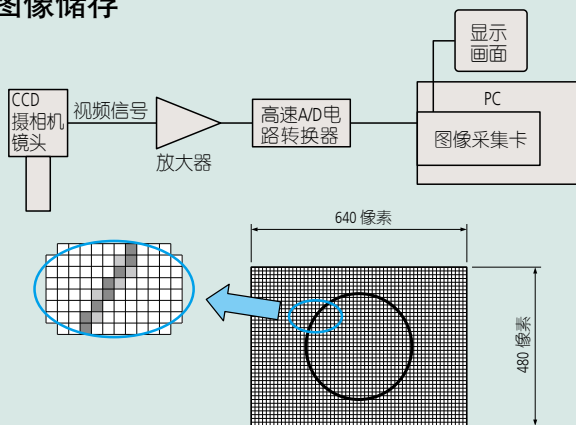 图像储存
显示
画面
CCD
摄相机
镜头
视频信号
放大器
高速A/D电
路转换器
PC
图像采集卡
640 像素
480 像素